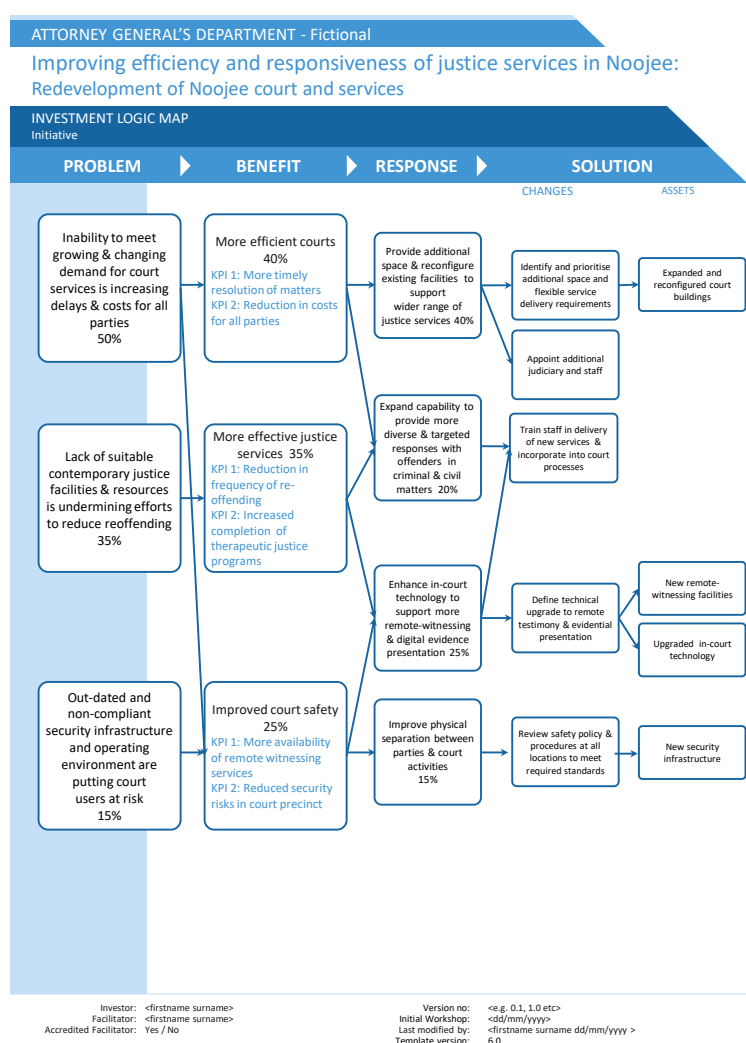 ATTORNEY GENERAL'S DEPARTMENT - Fictional
Improving efficiency and responsiveness of justice services in Noojee:
Redevelopment of Noojee court and services
INVESTMENT LOGIC MAP
Initiative
PROBLEM
BENEFIT
RESPONSE
SOLUTION
CHANGES
ASSETS
Inability to meet
growing & changing
demand for court
services is increasing
delays & costs for all
parties
50%
More efficient courts
40%
KPI 1: More timely
resolution of matters
KPI 2: Reduction in costs
for all parties
Provide additional
space & reconfigure
existing facilities to
support
wider range of
justice services 40%
Identify and prioritise
additional space and
flexible service
delivery requirements
Expanded and
reconfigured court
buildings
Appoint additional
judiciary and staff
Lack of suitable
contemporary justice
facilities & resources
is undermining efforts
to reduce reoffending
35%
More effective justice
services 35%
KPI 1: Reduction in
frequency of re-
offending
KPI 2: Increased
completion of
therapeutic justice
programs
Expand capability to
provide more
diverse & targeted
responses with
offenders in
criminal & civil
matters 20%
Train staff in delivery
of new services &
incorporate into court
processes
Enhance in-court
technology to
support more
remote-witnessing
& digital evidence
presentation 25%
Define technical
upgrade to remote
testimony & evidential
presentation
New remote-
witnessing facilities
Upgraded in-court
technology
Out-dated and
non-compliant
security infrastructure
and operating
environment are
putting court
users at risk
15%
Improved court safety
25%
KPI 1: More availability
of remote witnessing
services
KPI 2: Reduced security
risks in court precinct
Improve physical
separation between
parties & court
activities
15%
Review safety policy &
procedures at all
locations to meet
required standards
New security
infrastructure
Investor: <firstname surname>
Facilitator: <firstname surname>
Accredited Facilitator: Yes / No
Version no: <e.g. 0.1, 1.0 etc>
Initial Workshop: <dd/mm/yyyy>
Last modified by: <firstname surname dd/mm/yyyy >
Template version: 6.0